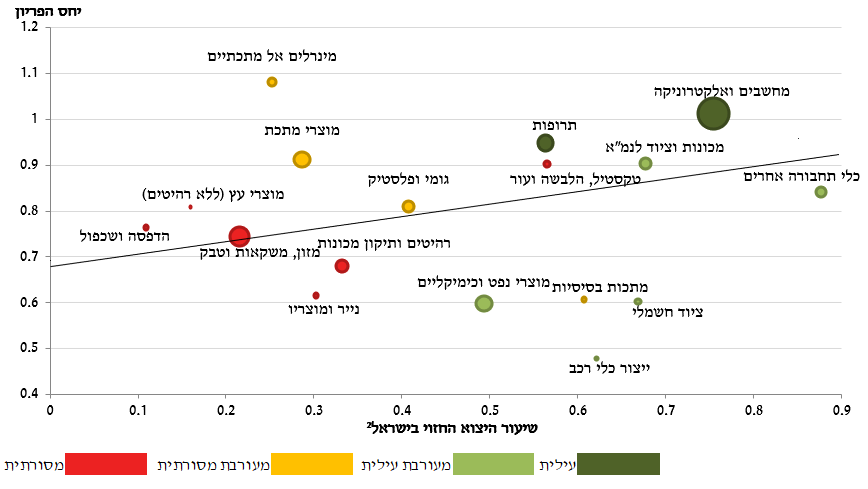 יחס הפריון
1.2
1.1
1
0.9
0.8
0.7
0.6
0.5
0.4
מינרלים אל מתכתיים
מחשבים ואלקטרוניקה
מוצרי מתכת
תרופות
מכונות וציוד לנמ"א
גומי ופלסטיק
טקסטיל, הלבשה ועור
כלי תחבורה אחרים
מוצרי עץ (ללא רהיטים)
הדפסה ושכפול
מזון, משקאות וטבק
רהיטים ותיקון מכונות
מוצרי נפט וכימיקליים
מתכות בסיסיות
נייר ומוצריו
ציוד חשמלי
ייצור כלי רכב
0 0.1 0.2 0.3 0.4 0.5 0.6 0.7 0.8 0.9
שיעור היצוא החזוי בישראל²
עילית
מעורבת עילית
מעורבת מסורתית
מסורתית